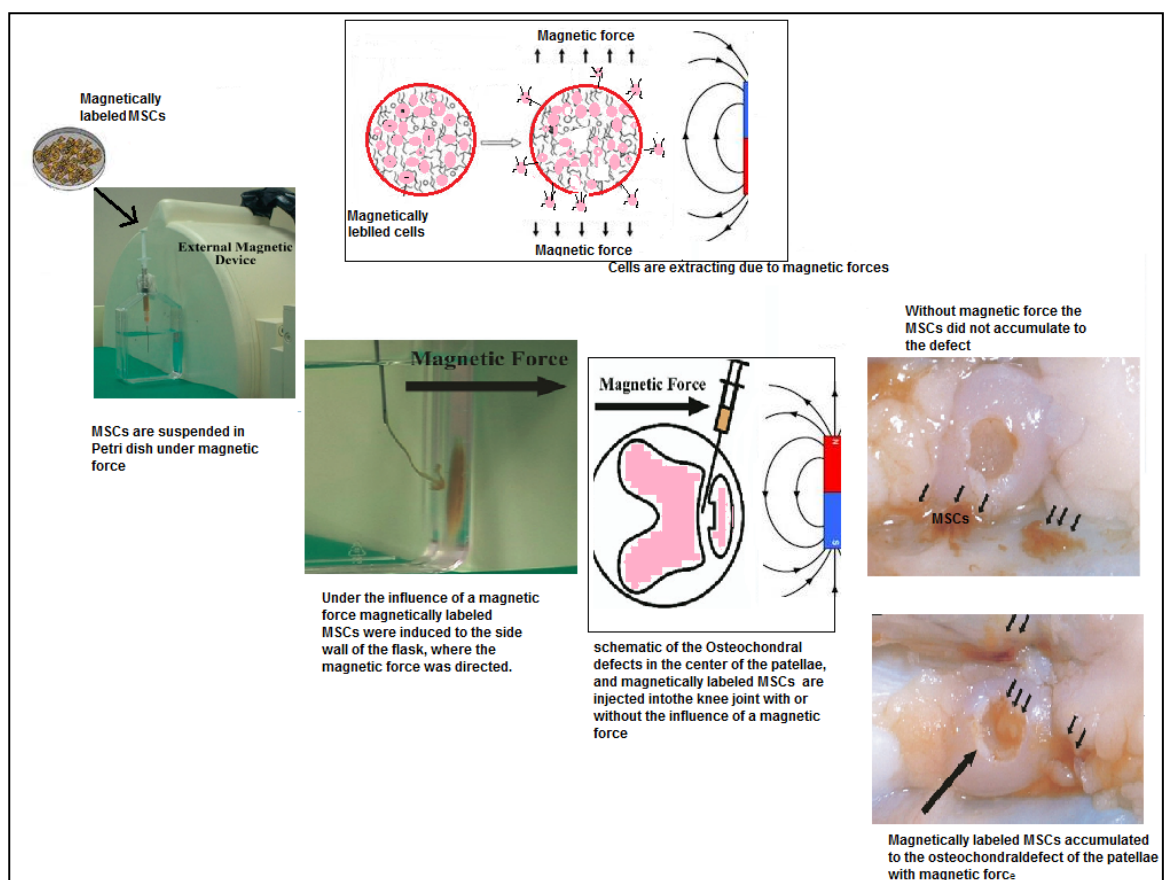 Magnetic force
Magnetically
labeled MSCs
Magnetically
leblled cells
Magnetic force
Cells are extracting due to magnetic forces
External Magnetic
Device
MSCs are suspended in
Petri dish under magnetic
force
Magnetic Force
Under the influence of a magnetic
force magnetically labeled
MSCs were induced to the side
wall of the flask, where the
magnetic force was directed.
Magnetic Force
N
S
schematic of the Osteochondral
defects in the center of the patellae,
and magnetically labeled MSCs are
injected intothe knee joint with or
without the influence of a magnetic
force
Without magnetic force the
MSCs did not accumulate to
the defect
MSCs
Magnetically labeled MSCs accumulated
to the osteochondraldefect of the patellae
with magnetic force